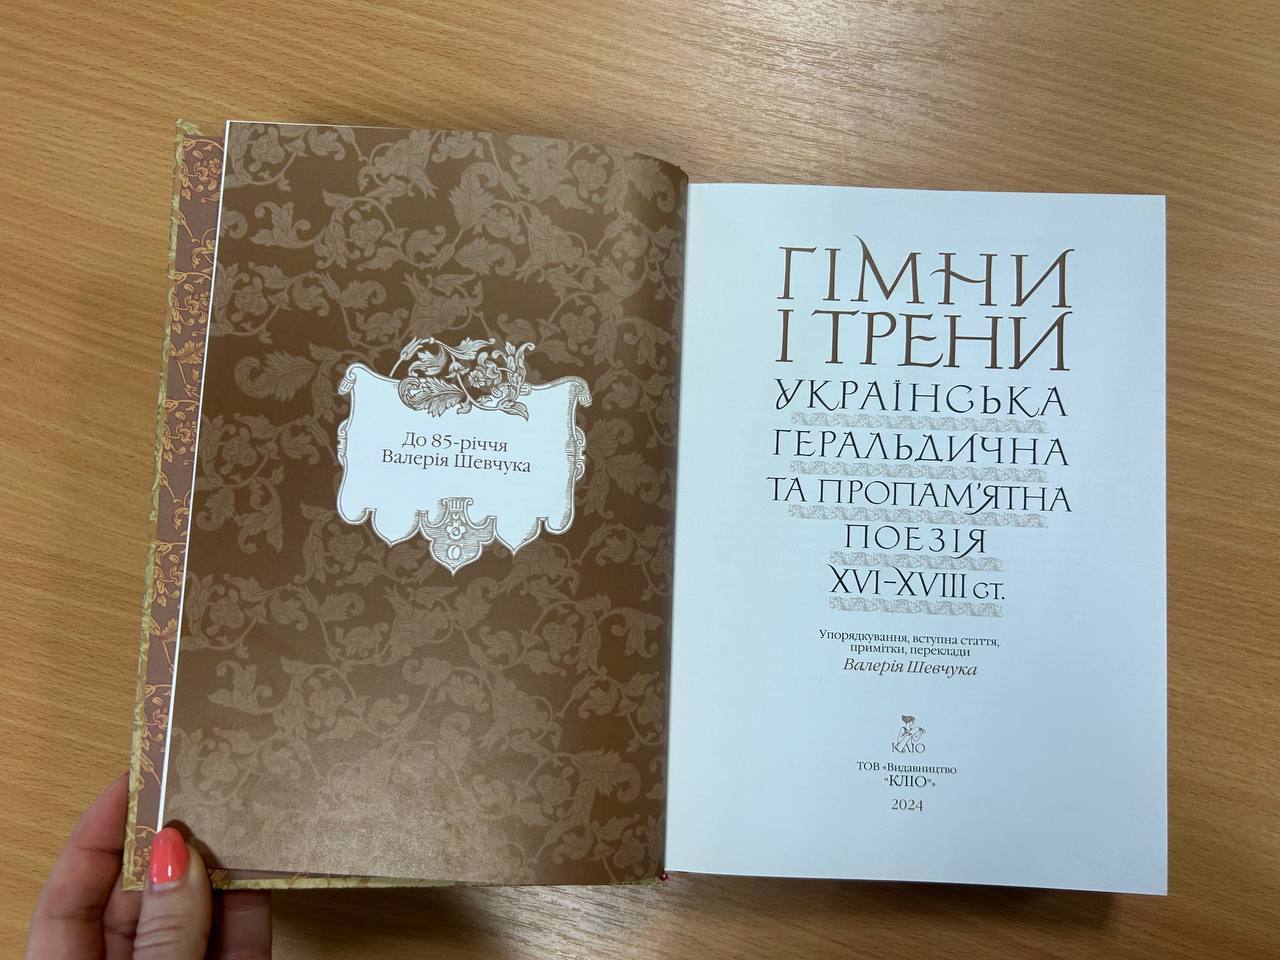 До 85-річчя
Валерія Шевчука
ГІМНИ
І ТРЕНИ
УКРАЇНСЬКА
ГЕРАЛЬДИЧНА
ТА ПРОПАМ'ЯТНА
ПОЕЗІЯ
XVI–XVIII СТ.
Упорядкування, вступна стаття,
примітки, переклади
Валерія Шевчука
КЛІО
ТОВ «Видавництво
“КЛІО”»
2024